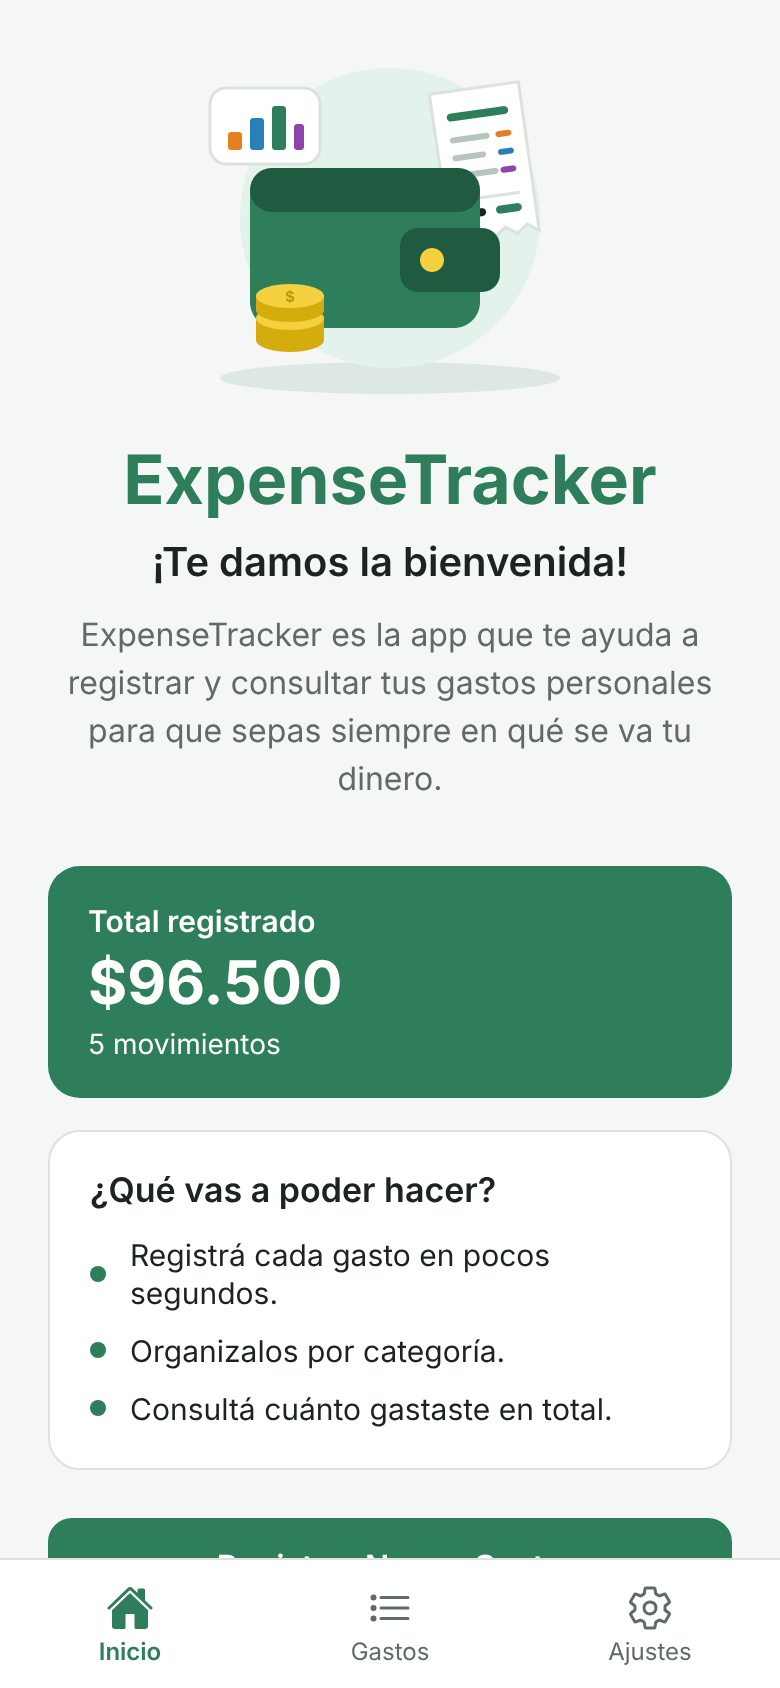 $
ExpenseTracker
¡Te damos la bienvenida!
ExpenseTracker es la app que te ayuda a
registrar y consultar tus gastos personales
para que sepas siempre en qué se va tu
dinero.
Total registrado
$96.500
5 movimientos
¿Qué vas a poder hacer?
Registrá cada gasto en pocos
segundos.
Organizalos por categoría.
Consultá cuánto gastaste en total.
Inicio
Gastos
Ajustes